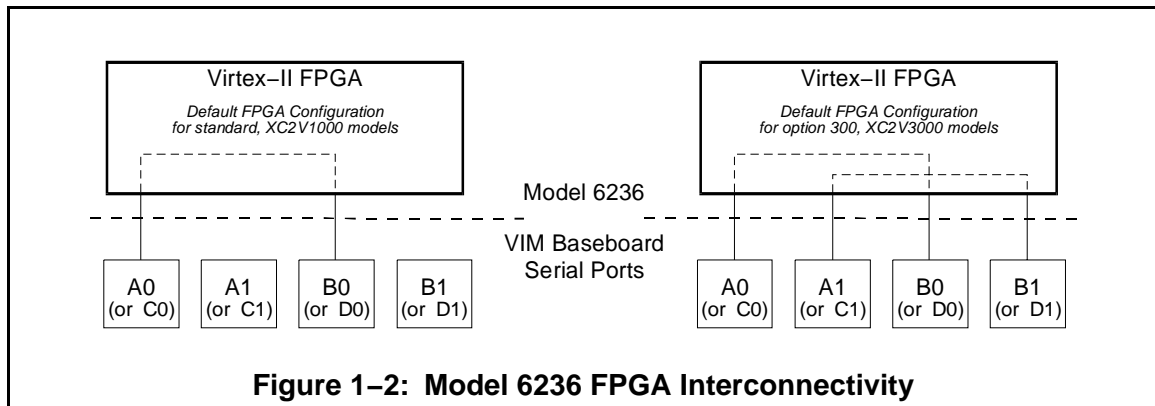 Virtex−II FPGA
Default FPGA Configuration
for standard, XC2V1000 models
Virtex−II FPGA
Default FPGA Configuration
for option 300, XC2V3000 models
Model 6236
VIM Baseboard
Serial Ports
A0
(or C0)
A1
(or C1)
B0
(or D0)
B1
(or D1)
A0
(or C0)
A1
(or C1)
B0
(or D0)
B1
(or D1)
Figure 1−2: Model 6236 FPGA Interconnectivity